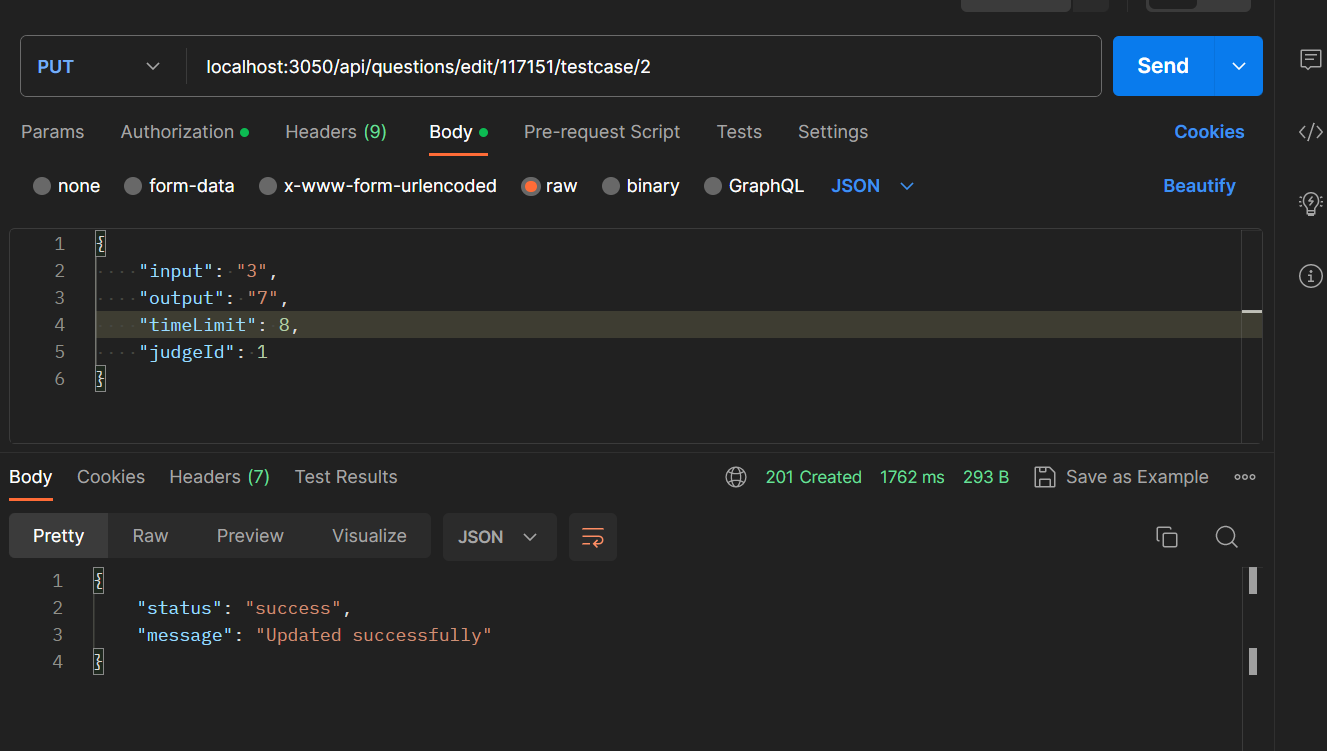 PUT localhost:3050/api/questions/edit/117151/testcase/2 Send
Params Authorization Headers (9) Body Pre-request Script Tests Settings Cookies
none form-data x-www-form-urlencoded raw binary GraphQL JSON Beautify
1 {
2 "input": "3",
3 "output": "7",
4 "timeLimit": 8,
5 "judgeId": 1
6 }
Body Cookies Headers (7) Test Results 201 Created 1762 ms 293 B Save as Example
Pretty Raw Preview Visualize JSON
1 {
2 "status": "success",
3 "message": "Updated successfully"
4 }